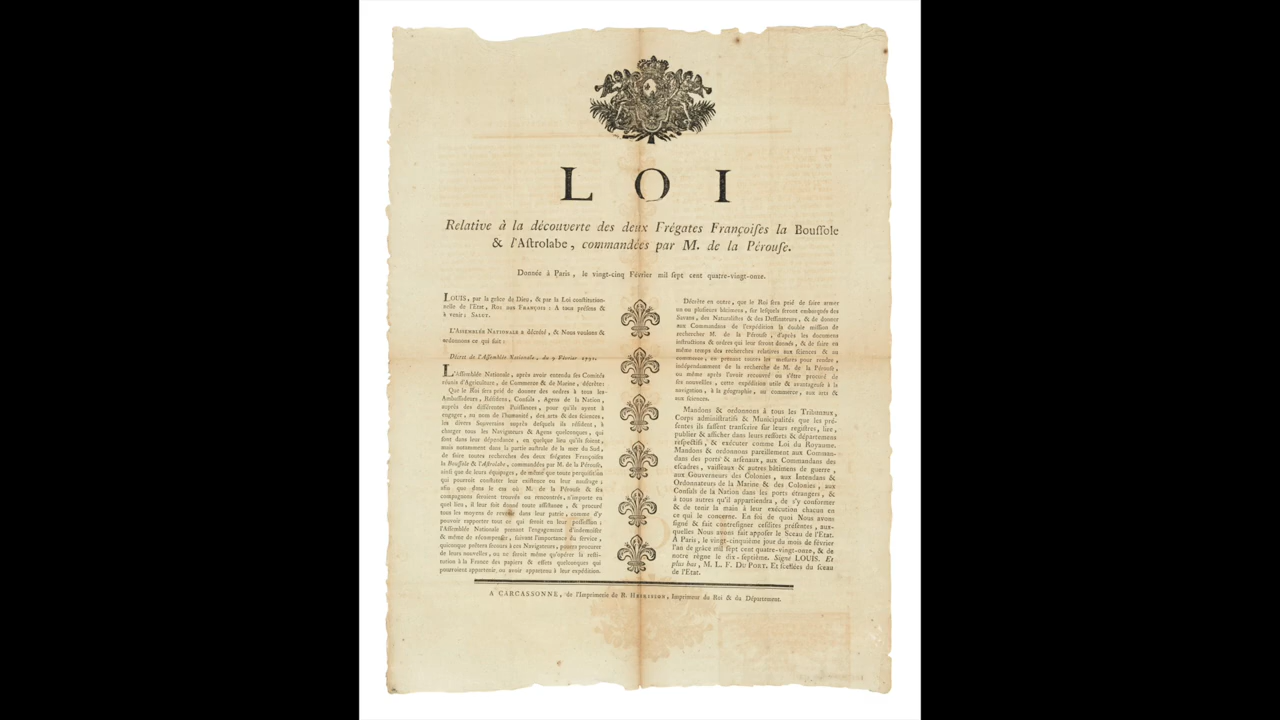 LOI
Relative à la découverte des deux Frégates Françoiſes la Bouſſole
& l'Aſtrolabe, commandées par M. de la Pérouſe.
Donnée à Paris, le vingt-cinq Février mil ſept cent quatre-vingt-onze.
LOUIS, par la grâce de Dieu, & par la Loi conſtitution-
nelle de l'État, ROI DES FRANÇOIS: A tous préſens &
à venir; SALUT.
L'ASSEMBLÉE NATIONALE a décrété, & Nous voulons &
ordonnons ce qui ſuit:
Décret de l'Aſſemblée Nationale, du 9 Février 1791.
L'Aſſemblée Nationale, après avoir entendu ſes Comités
réunis d'Agriculture, de Commerce & de Marine, décrète:
Que le Roi ſera prié de donner des ordres à tous les
Ambaſſadeurs, Réſidens, Conſuls, Agens de la Nation,
auprès des différentes Puiſſances, pour qu'ils ayent à
engager, au nom de l'humanité, des arts & des ſciences,
les divers Souverains auprès deſquels ils réſident, à
charger tous les Navigateurs & Agens quelconques, qui
ſont dans leur dépendance, en quelque lieu qu'ils ſoient,
mais notamment dans la partie auſtrale de la mer du Sud,
de faire toutes recherches des deux frégates Françoiſes
la Bouſſole & l'Aſtrolabe, commandées par M. de la Pérouſe,
ainſi que de leurs équipages, de même que toute perquiſition
qui pourroit conſtater leur exiſtence ou leur naufrage;
afin que dans le cas où M. de la Pérouſe & ſes
compagnons ſeroient trouvés ou rencontrés, n'importe en
quel lieu, il leur ſoit donné toute aſſiſtance, & procuré
tous les moyens de revenir dans leur patrie, comme d'y
pouvoir rapporter tout ce qui ſeroit en leur poſſeſſion;
l'Aſſemblée Nationale prenant l'engagement d'indemniſer
& même de récompenſer, ſuivant l'importance du ſervice,
quiconque prêtera ſecours à ces Navigateurs, pourra procurer
de leurs nouvelles, ou ne ſeroit même qu'opérer la reſti-
tution à la France des papiers & effets quelconques qui
pourroient appartenir, ou avoir appartenu à leur expédition.
Décrète en outre, que le Roi ſera prié de faire armer
un ou pluſieurs bâtimens, ſur leſquels ſeront embarqués des
Savans, des Naturaliſtes & des Deſſinateurs, & de donner
aux Commandans de l'expédition la double miſſion de
rechercher M. de la Pérouſe, d'après les documens
inſtructions & ordres qui leur ſeront donnés, & de faire en
même temps des recherches relatives aux ſciences & au
commerce, en prenant toutes les meſures pour rendre,
indépendamment de la recherche de M. de la Pérouſe,
ou même après l'avoir recouvré ou s'être procuré de
ſes nouvelles, cette expédition utile & avantageuſe à la
navigation, à la géographie, au commerce, aux arts &
aux ſciences.
Mandons & ordonnons à tous les Tribunaux,
Corps adminiſtratifs & Municipalités que les pré-
ſentes ils faſſent tranſcrire ſur leurs regiſtres, lire,
publier & afficher dans leurs reſſorts & départemens
reſpectifs, & exécuter comme Loi du Royaume.
Mandons & ordonnons pareillement aux Comman-
dans des ports & arſenaux, aux Commandans des
eſcadres, vaiſſeaux & autres bâtimens de guerre,
aux Gouverneurs des Colonies, aux Intendans &
Ordonnateurs de la Marine & des Colonies, aux
Conſuls de la Nation dans les ports étrangers, &
à tous autres qu'il appartiendra, de s'y conformer
& de tenir la main à leur exécution chacun en
ce qui le concerne. En foi de quoi Nous avons
ſigné & fait contreſigner ceſdites préſentes, aux-
quelles Nous avons fait appoſer le Sceau de l'État.
A Paris, le vingt-cinquième jour du mois de février
l'an de grâce mil ſept cent quatre-vingt-onze, & de
notre règne le dix-ſeptième. Signé LOUIS. Et
plus bas, M. L. F. DU PORT. Et ſcellées du ſceau
de l'État.
A CARCASSONNE, de l'Imprimerie de R. HEIRISSON, Imprimeur du Roi & du Département.